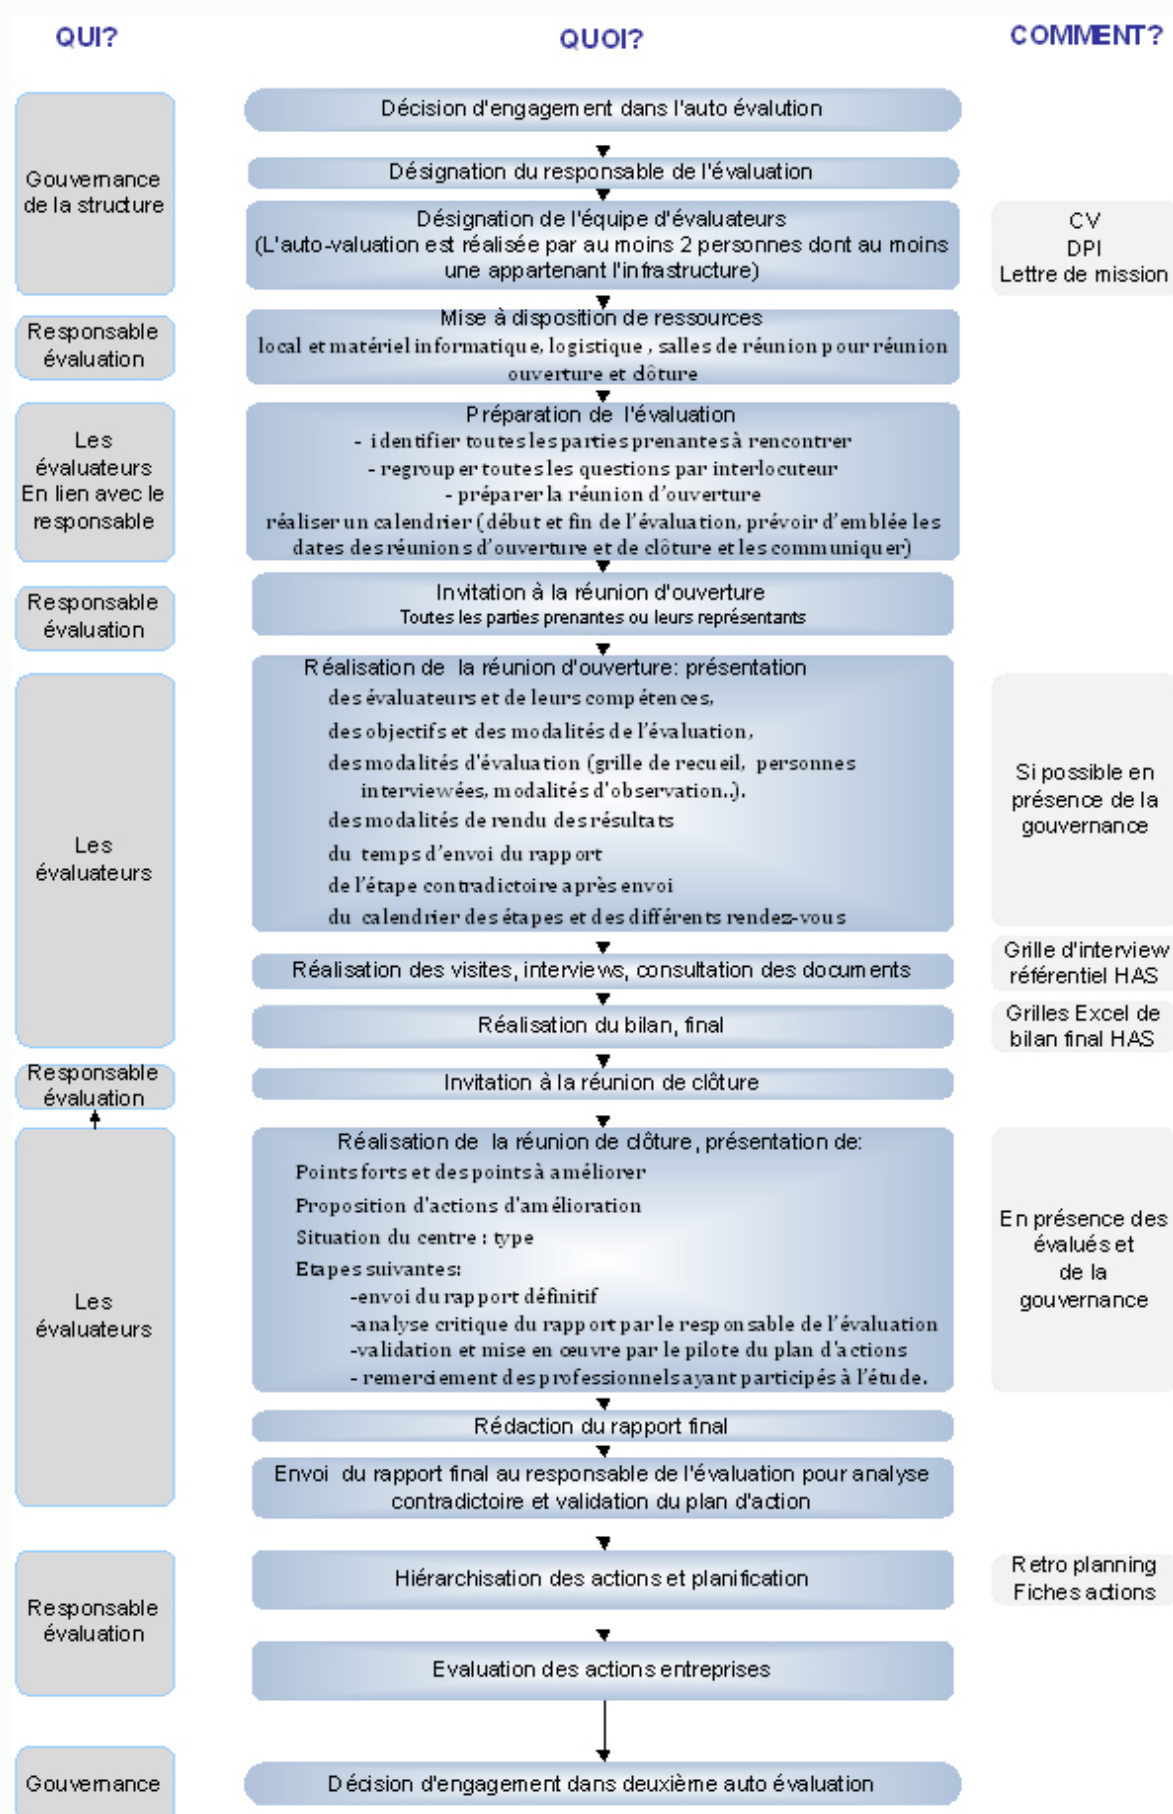 QUI?
QUOI?
COMMENT?
Gouvernance
de la structure
Décision d'engagement dans l'auto évalution
Désignation du responsable de l'évaluation
Désignation de l'équipe d'évaluateurs
(L'auto-valuation est réalisée par au moins 2 personnes dont au moins
une appartenant l'infrastructure)
CV
DPI
Lettre de mission
Responsable
évaluation
Mise à disposition de ressources
local et matériel informatique, logistique , salles de réunion pour réunion
ouverture et clôture
Les
évaluateurs
En lien avec le
responsable
Préparation de l'évaluation
- identifier toutes les parties prenantes à rencontrer
- regrouper toutes les questions par interlocuteur
- préparer la réunion d'ouverture
réaliser un calendrier (début et fin de l'évaluation, prévoir d'emblée les
dates des réunions d'ouverture et de clôture et les communiquer)
Responsable
évaluation
Invitation à la réunion d'ouverture
Toutes les parties prenantes ou leurs représentants
Les
évaluateurs
Réalisation de la réunion d'ouverture: présentation
des évaluateurs et de leurs compétences,
des objectifs et des modalités de l'évaluation,
des modalités d'évaluation (grille de recueil, personnes
interviewées, modalités d'observation..).
des modalités de rendu des résultats
du temps d'envoi du rapport
de l'étape contradictoire après envoi
du calendrier des étapes et des différents rendez-vous
Si possible en
présence de la
gouvernance
Réalisation des visites, interviews, consultation des documents
Grille d'interview
référentiel HAS
Réalisation du bilan, final
Grilles Excel de
bilan final HAS
Responsable
évaluation
Invitation à la réunion de clôture
Les
évaluateurs
Réalisation de la réunion de clôture, présentation de:
Points forts et des points à améliorer
Proposition d'actions d'amélioration
Situation du centre : type
Etapes suivantes:
-envoi du rapport définitif
-analyse critique du rapport par le responsable de l'évaluation
-validation et mise en œuvre par le pilote du plan d'actions
- remerciement des professionnels ayant participés à l'étude.
En présence des
évalués et
de la
gouvernance
Rédaction du rapport final
Envoi du rapport final au responsable de l'évaluation pour analyse
contradictoire et validation du plan d'action
Responsable
évaluation
Hiérarchisation des actions et planification
Retro planning
Fiches actions
Evaluation des actions entreprises
Gouvernance
Décision d'engagement dans deuxième auto évaluation